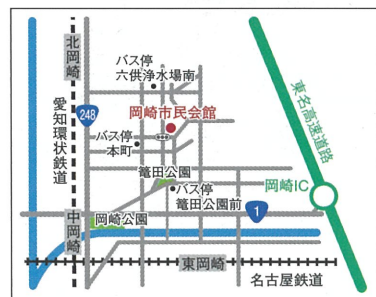 北岡崎
バス停
六供浄水場南
岡崎市民会館
東名高速道路
248
愛知環状鉄道
バス停
本町
篭田公園
バス停
篭田公園前
岡崎IC
中岡崎
岡崎公園
1
東岡崎
名古屋鉄道